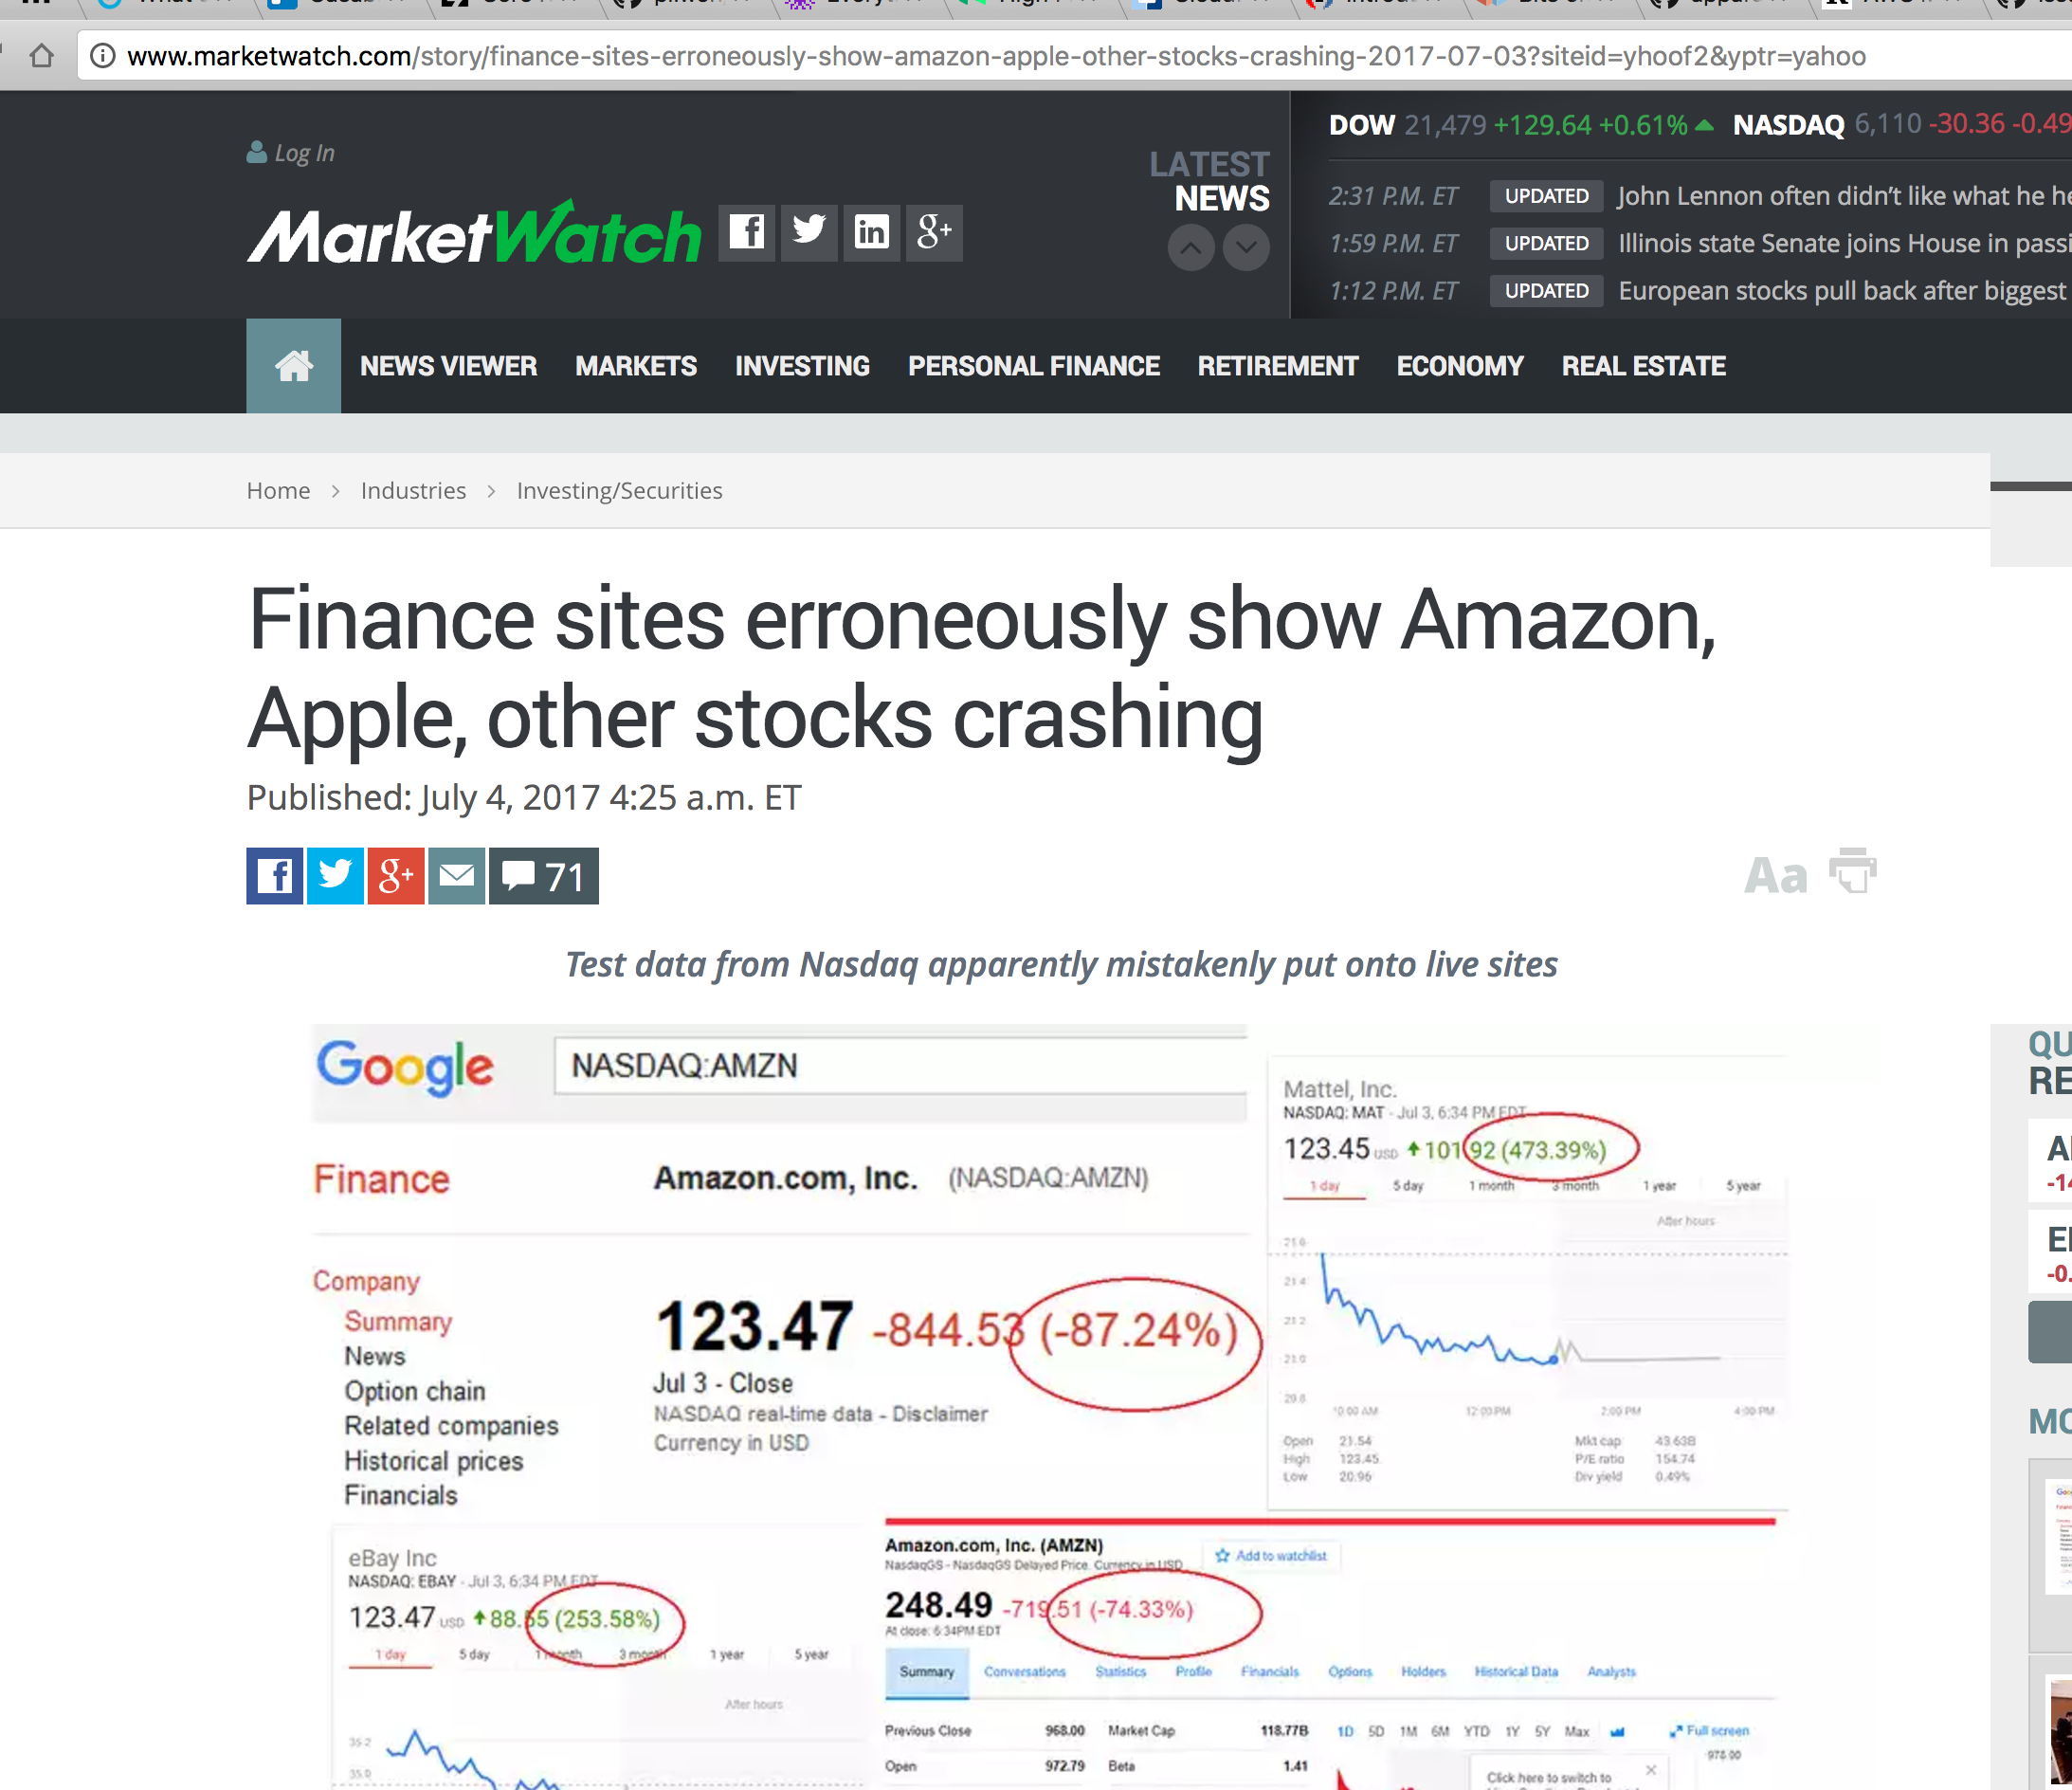 www.marketwatch.com/story/finance-sites-erroneously-show-amazon-apple-other-stocks-crashing-2017-07-03?siteid=yhoof2&yptr=yahoo
Log In
MarketWatch
LATEST
NEWS
DOW 21,479 +129.64 +0.61% NASDAQ 6,110 -30.36 -0.49
2:31 P.M. ET UPDATED John Lennon often didn't like what he
1:59 P.M. ET UPDATED Illinois state Senate joins House in
1:12 P.M. ET UPDATED European stocks pull back after biggest
NEWS VIEWER MARKETS INVESTING PERSONAL FINANCE RETIREMENT ECONOMY REAL ESTATE
Home > Industries > Investing/Securities
Finance sites erroneously show Amazon,
Apple, other stocks crashing
Published: July 4, 2017 4:25 a.m. ET
71
Aa
Test data from Nasdaq apparently mistakenly put onto live sites
Google NASDAQ:AMZN
Finance
Amazon.com, Inc. (NASDAQ:AMZN)
Company
Summary
News
Option chain
Related companies
Historical prices
Financials
123.47 -844.53 (-87.24%)
Jul 3 - Close
NASDAQ real-time data - Disclaimer
Currency in USD
Mattel, Inc.
NASDAQ: MAT - Jul 3, 6:34 PM EDT
123.45 USD 101.92 (473.39%)
1 day 5 day 1 month 3 month 1 year 5 year
After hours
21.6
21.4
21.2
21.0
10:00 AM 12:00 PM 2:00 PM 4:00 PM
Open 21.54 Mkt cap 43.63B
High 123.45 P/E ratio 154.74
Low 20.96 Div yield 0.49%
eBay Inc
NASDAQ: EBAY - Jul 3, 6:34 PM EDT
123.47 USD 88.55 (253.58%)
1 day 5 day 1 month 3 month 1 year 5 year
After hours
35.2
35.0
Amazon.com, Inc. (AMZN)
Add to watchlist
NasdaqGS - NasdaqGS Delayed Price. Currency in USD
248.49 -719.51 (-74.33%)
At close: 6:34PM EDT
Summary Conversations Statistics Profile Financials Options Holders Historical Data Analysts
Previous Close 968.00 Market Cap 118.77B 1D 5D 1M 6M YTD 1Y 5Y Max Full screen
Open 972.79 Beta 1.41
Click here to switch to